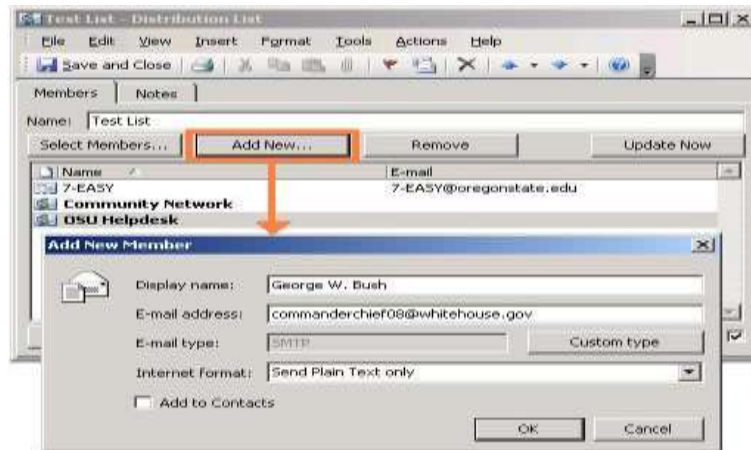 Test List - Distribution List
File Edit View Insert Format Tools Actions Help
Save and Close
Members Notes
Name: Test List
Select Members... Add New... Remove Update Now
Name E-mail
7-EASY 7-EASY@oregonstate.edu
Community Network
OSU Helpdesk
Add New Member
Display name: George W. Bush
E-mail address: commanderchief08@whitehouse.gov
E-mail type: SMTP Custom type
Internet format: Send Plain Text only
Add to Contacts
OK Cancel